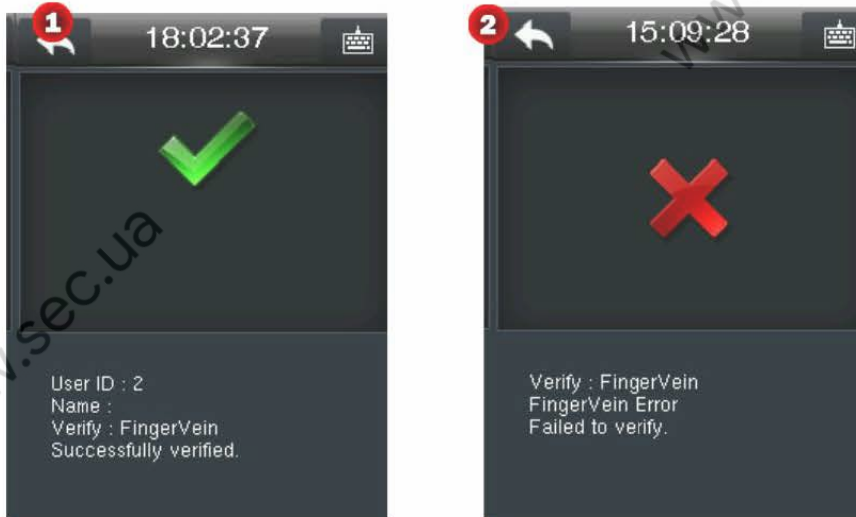 1
18:02:37
User ID : 2
Name :
Verify : FingerVein
Successfully verified.
2
15:09:28
Verify : FingerVein
FingerVein Error
Failed to verify.
.sec.ua